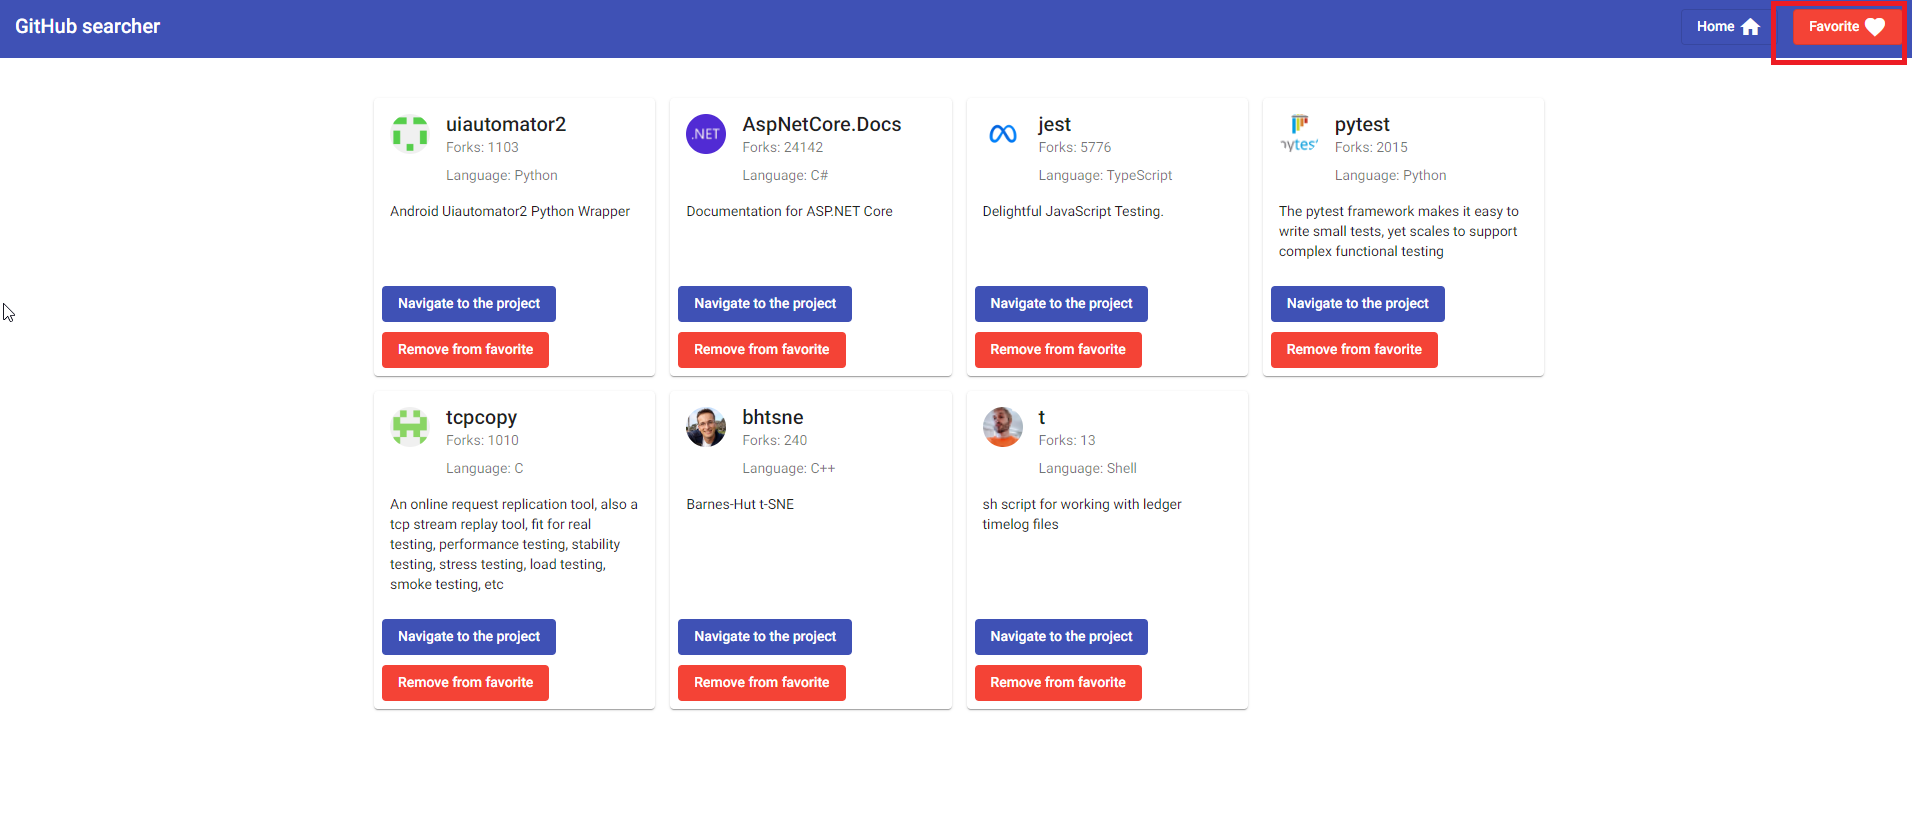 GitHub searcher
Home
Favorite
uiautomator2
Forks: 1103
Language: Python
Android Uiautomator2 Python Wrapper
Navigate to the project
Remove from favorite
.NET
AspNetCore.Docs
Forks: 24142
Language: C#
Documentation for ASP.NET Core
Navigate to the project
Remove from favorite
jest
Forks: 5776
Language: TypeScript
Delightful JavaScript Testing.
Navigate to the project
Remove from favorite
pytest
pytest
Forks: 2015
Language: Python
The pytest framework makes it easy to
write small tests, yet scales to support
complex functional testing
Navigate to the project
Remove from favorite
tcpcopy
Forks: 1010
Language: C
An online request replication tool, also a
tcp stream replay tool, fit for real
testing, performance testing, stability
testing, stress testing, load testing,
smoke testing, etc
Navigate to the project
Remove from favorite
bhtsne
Forks: 240
Language: C++
Barnes-Hut t-SNE
Navigate to the project
Remove from favorite
t
Forks: 13
Language: Shell
sh script for working with ledger
timelog files
Navigate to the project
Remove from favorite